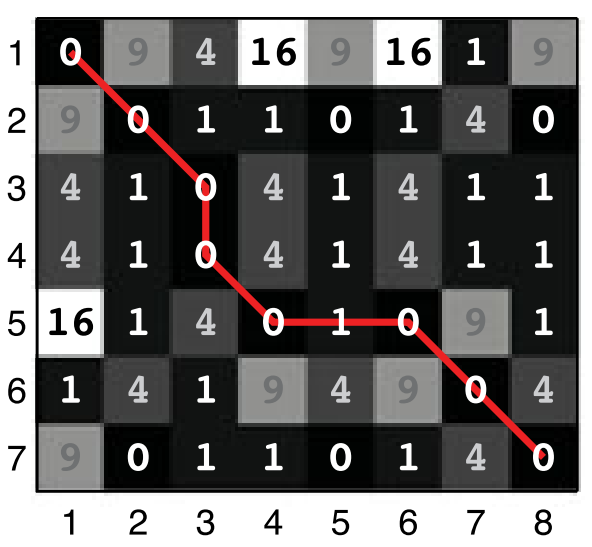 1 0 9 4 16 9 16 1 9
2 9 0 1 1 0 1 4 0
3 4 1 0 4 1 4 1 1
4 4 1 0 4 1 4 1 1
5 16 1 4 0 1 0 9 1
6 1 4 1 9 4 9 0 4
7 9 0 1 1 0 1 4 0
1 2 3 4 5 6 7 8